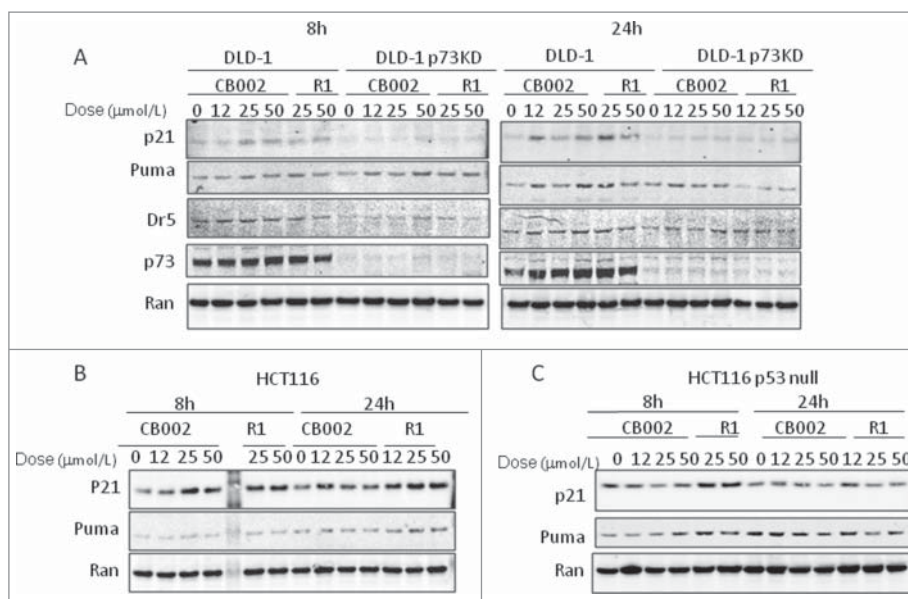 8h 24h
A DLD-1 DLD-1 p73KD DLD-1 DLD-1 p73KD
CB002 R1 CB002 R1 CB002 R1 CB002 R1
Dose (µmol/L) 0 12 25 50 25 50 0 12 25 50 25 50 0 12 25 50 25 50 0 12 25 50 12 25 50
p21
Puma
Dr5
p73
Ran
B HCT116
8h 24h
CB002 R1 CB002 R1
Dose (µmol/L) 0 12 25 50 25 50 0 12 25 50 12 25 50
P21
Puma
Ran
C HCT116 p53 null
8h 24h
CB002 R1 CB002 R1
Dose (µmol/L) 0 12 25 50 25 50 0 12 25 50 12 25 50
p21
Puma
Ran